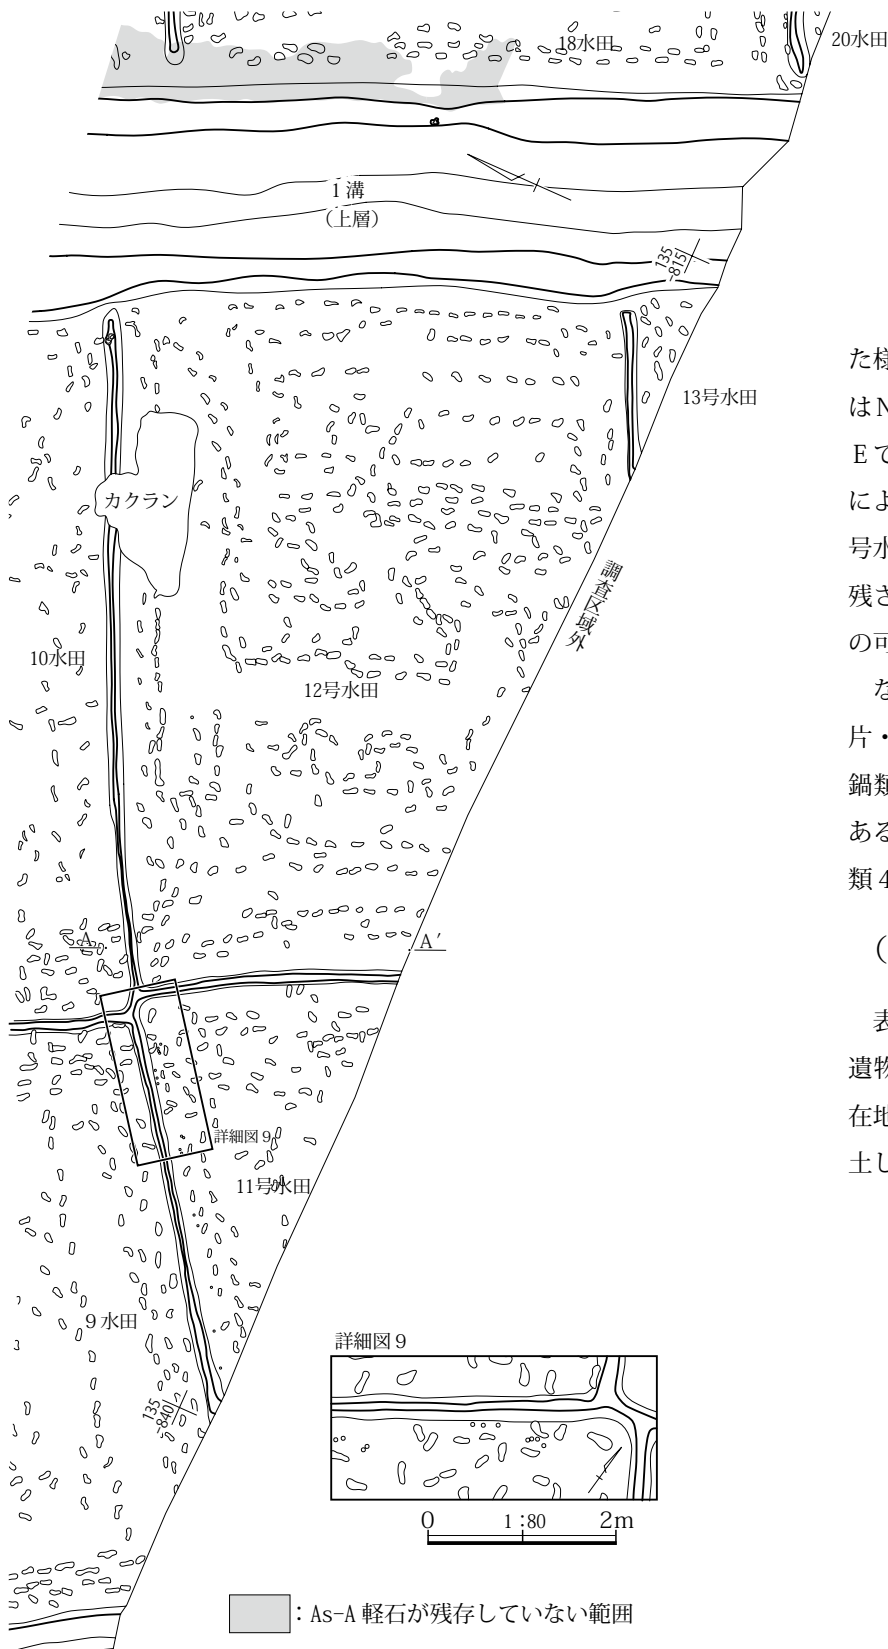 18水田
20水田
1溝
(上層)
135
-815
13号水田
カクラン
調査区域外
10水田
12号水田
A
A′
詳細図9
11号水田
9水田
135
-840
詳細図9
0 1:80 2m
: As-A 軽石が残存していない範囲
た様
はN
Eで
によ
号水
残さ
の可
な
片・
鍋類
ある
類4
(
表
遺物
在地
土し